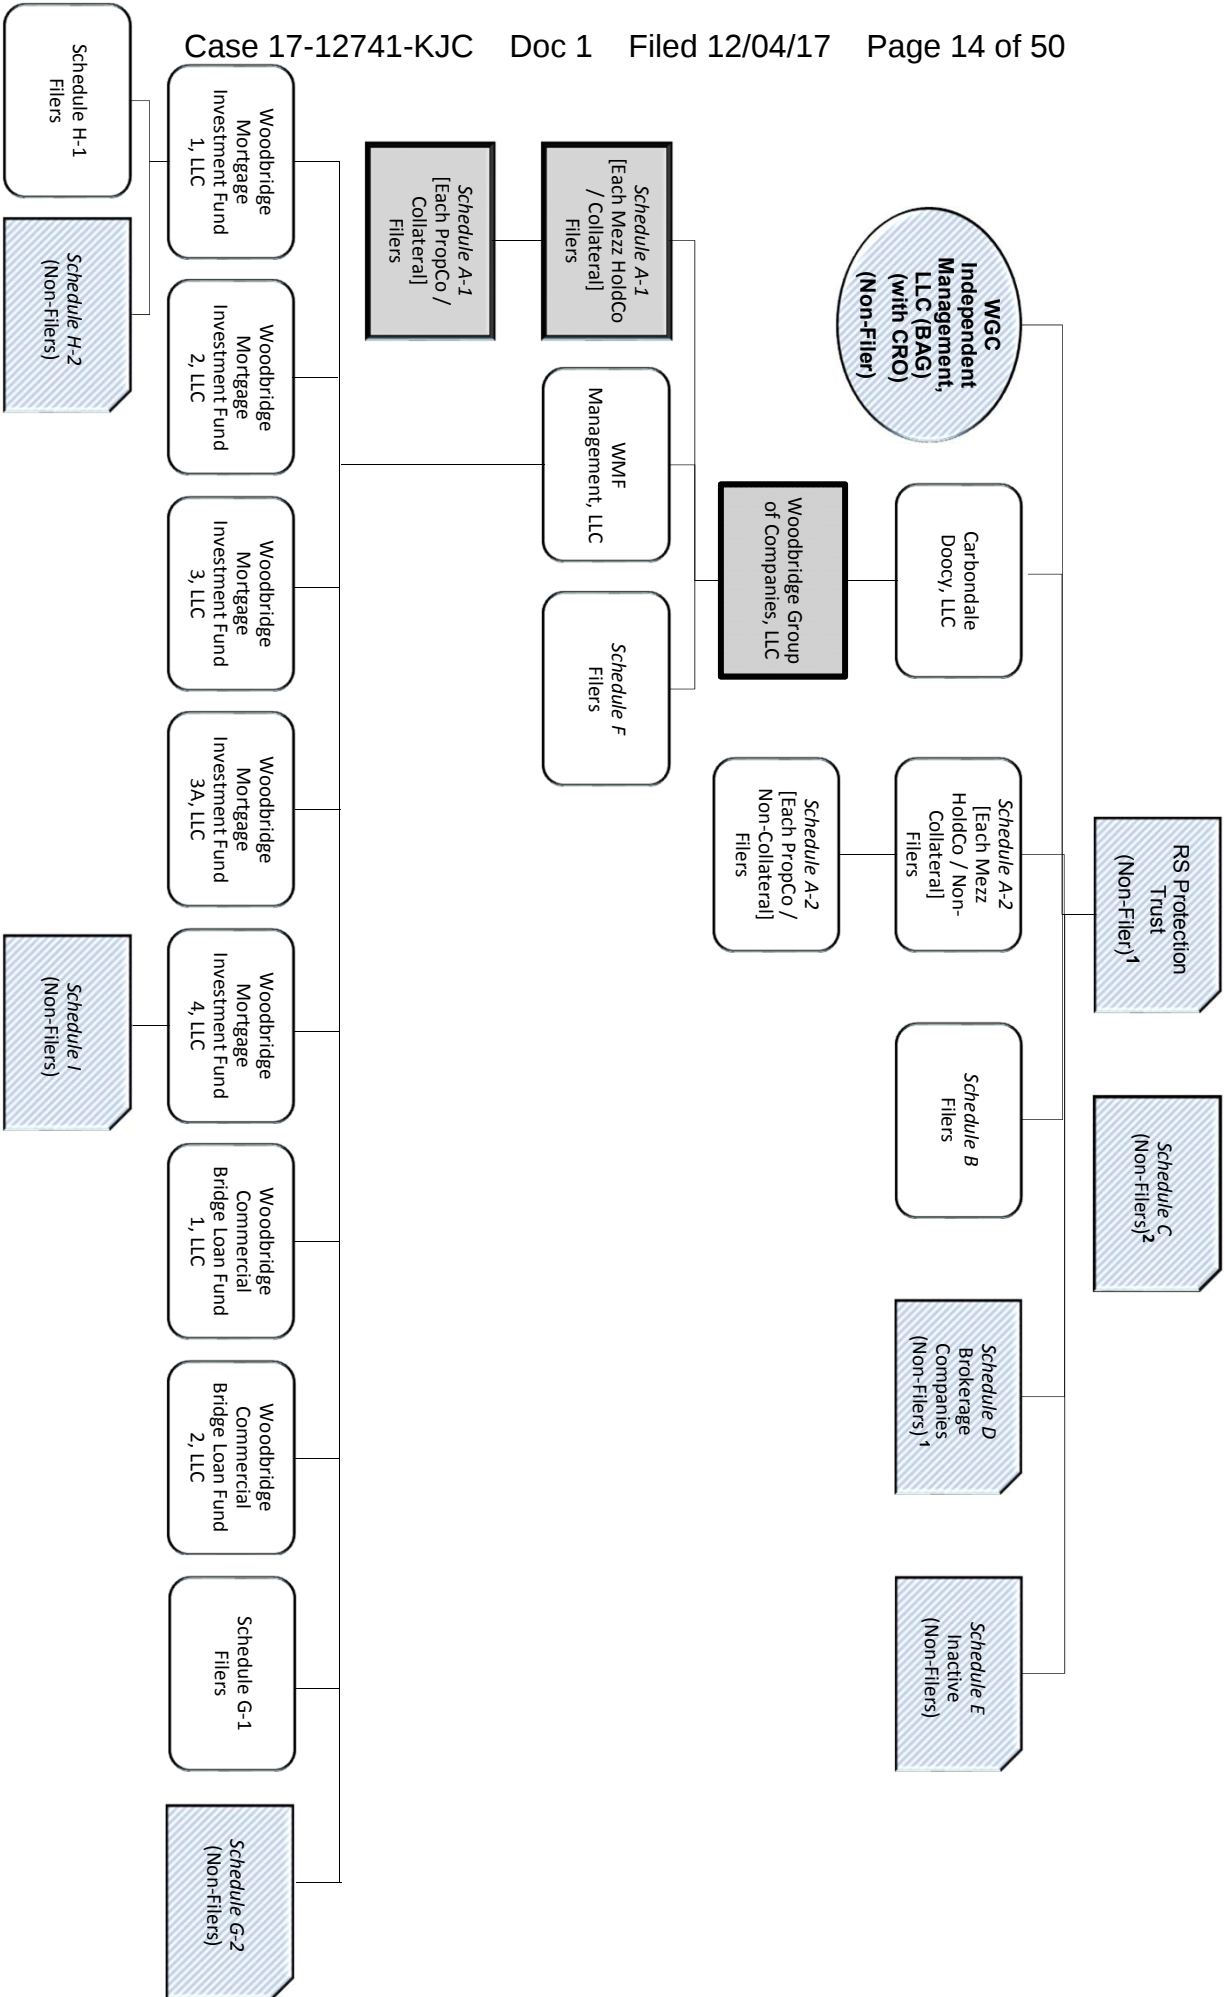 Case 17-12741-KJC Doc 1 Filed 12/04/17 Page 14 of 50
RS Protection
Trust
(Non-Filer)1
Schedule C
(Non-Filers)2
WGC
Independent
Management,
LLC (BAG)
(with CRO)
(Non-Filer)
Carbondale
Doocy, LLC
Schedule A-2
[Each Mezz
HoldCo / Non-
Collateral]
Filers
Schedule B
Filers
Schedule D
Brokerage
Companies
(Non-Filers)1
Schedule E
Inactive
(Non-Filers)
Woodbridge Group
of Companies, LLC
Schedule A-2
[Each PropCo /
Non-Collateral]
Filers
Schedule A-1
[Each Mezz HoldCo
/ Collateral]
Filers
WMF
Management, LLC
Schedule F
Filers
Schedule A-1
[Each PropCo /
Collateral]
Filers
Woodbridge
Mortgage
Investment Fund
1, LLC
Woodbridge
Mortgage
Investment Fund
2, LLC
Woodbridge
Mortgage
Investment Fund
3, LLC
Woodbridge
Mortgage
Investment Fund
3A, LLC
Woodbridge
Mortgage
Investment Fund
4, LLC
Woodbridge
Commercial
Bridge Loan Fund
1, LLC
Woodbridge
Commercial
Bridge Loan Fund
2, LLC
Schedule G-1
Filers
Schedule G-2
(Non-Filers)
Schedule H-1
Filers
Schedule H-2
(Non-Filers)
Schedule I
(Non-Filers)